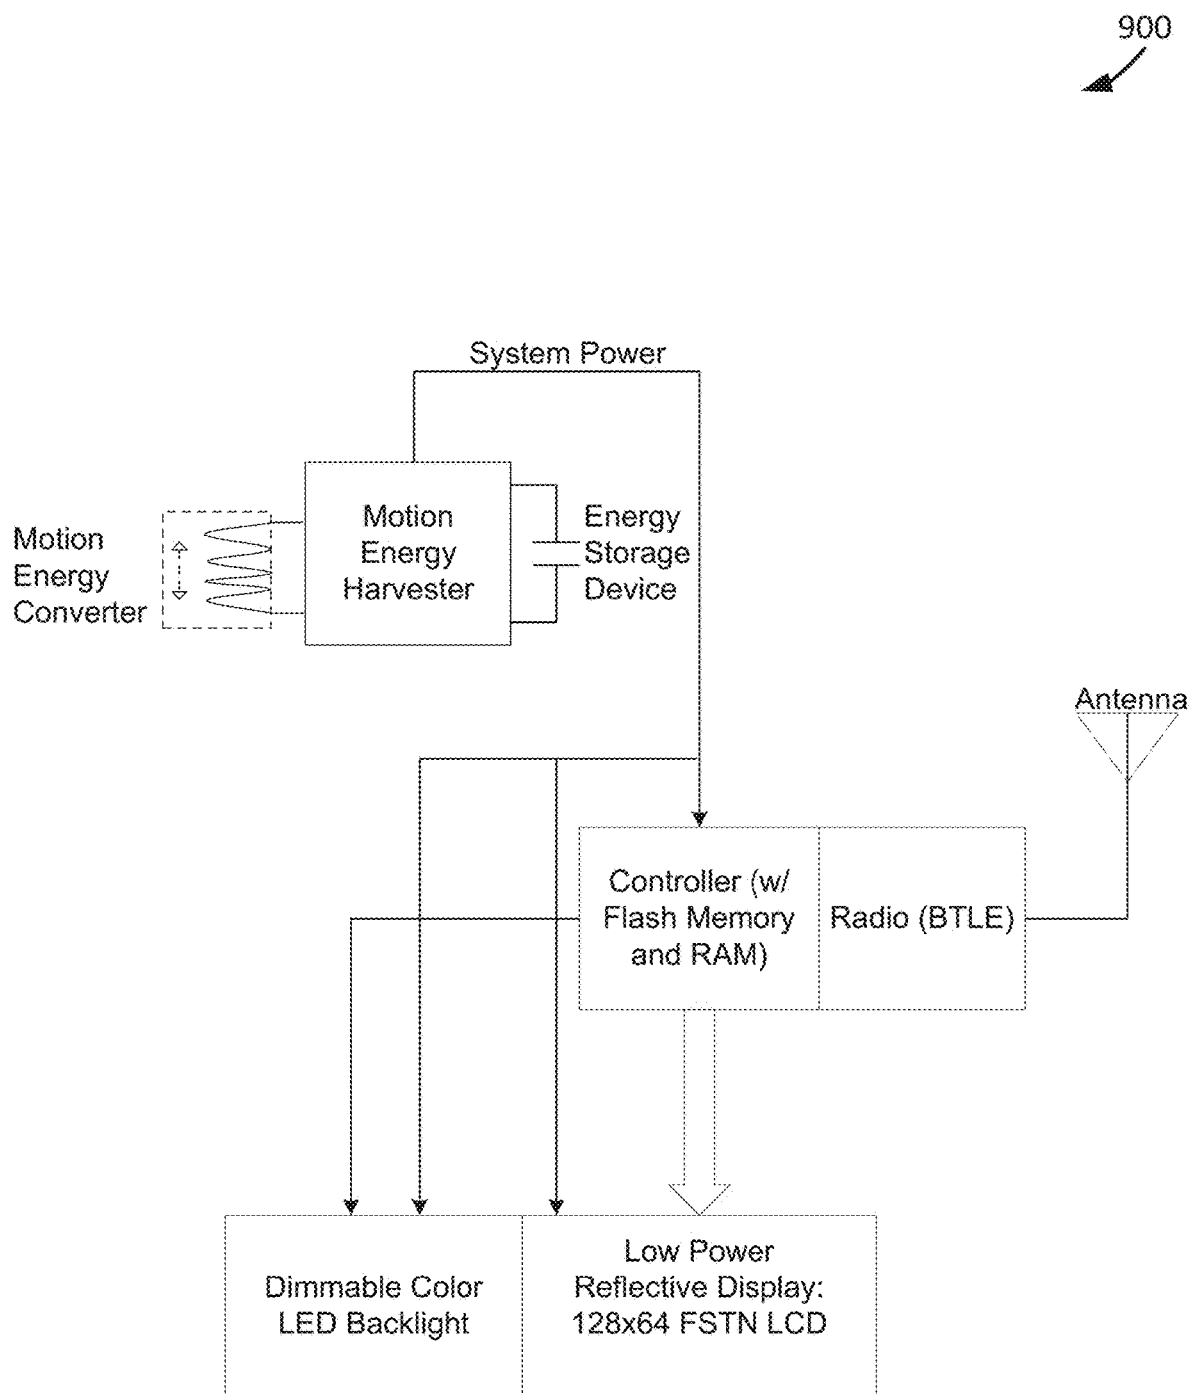 900
System Power
Motion
Energy
Converter
Motion
Energy
Harvester
Energy
Storage
Device
Antenna
Controller (w/
Flash Memory
and RAM)
Radio (BTLE)
Dimmable Color
LED Backlight
Low Power
Reflective Display:
128x64 FSTN LCD